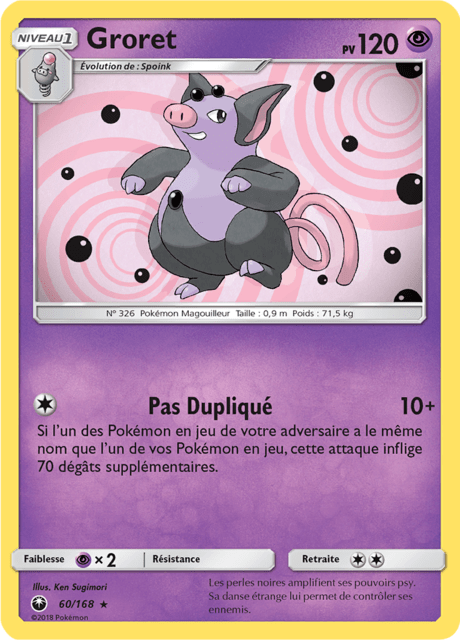 NIVEAU 1
Groret
PV 120
Évolution de : Spoink
N° 326 Pokémon Magouilleur Taille : 0,9 m Poids : 71,5 kg
Pas Dupliqué 10+
Si l'un des Pokémon en jeu de votre adversaire a le même
nom que l'un de vos Pokémon en jeu, cette attaque inflige
70 dégâts supplémentaires.
Faiblesse × 2 Résistance Retraite
Illus. Ken Sugimori
60/168 ★
©2018 Pokémon
Les perles noires amplifient ses pouvoirs psy.
Sa danse étrange lui permet de contrôler ses
ennemis.